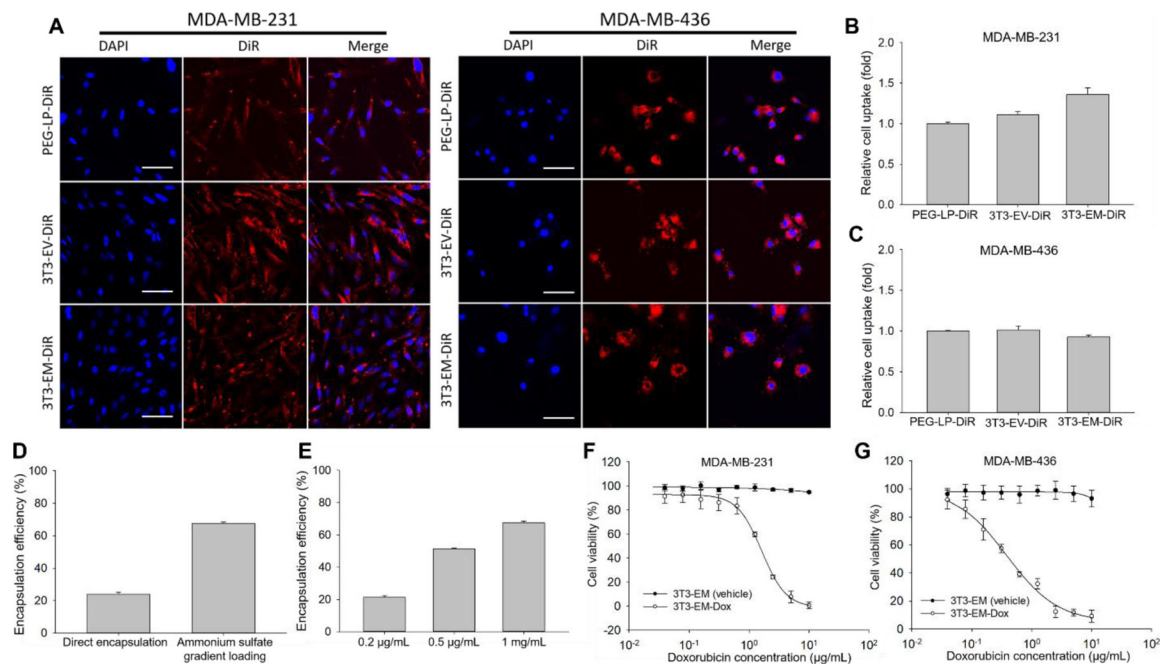 A
MDA-MB-231
DAPI DiR Merge
PEG-LP-DiR
3T3-EV-DiR
3T3-EM-DiR
MDA-MB-436
DAPI DiR Merge
PEG-LP-DiR
3T3-EV-DiR
3T3-EM-DiR
B
MDA-MB-231
Relative cell uptake (fold)
2.0
1.5
1.0
0.5
0.0
PEG-LP-DiR 3T3-EV-DiR 3T3-EM-DiR
C
MDA-MB-436
Relative cell uptake (fold)
2.0
1.5
1.0
0.5
0.0
PEG-LP-DiR 3T3-EV-DiR 3T3-EM-DiR
D
Encapsulation efficiency (%)
100
80
60
40
20
0
Direct encapsulation Ammonium sulfate
gradient loading
E
Encapsulation efficiency (%)
100
80
60
40
20
0
0.2 µg/mL 0.5 µg/mL 1 mg/mL
F
MDA-MB-231
Cell viability (%)
120
100
80
60
40
20
0
3T3-EM (vehicle)
3T3-EM-Dox
10-2 10-1 100 101 102
Doxorubicin concentration (µg/mL)
G
MDA-MB-436
Cell viability (%)
120
100
80
60
40
20
0
3T3-EM (vehicle)
3T3-EM-Dox
10-2 10-1 100 101 102
Doxorubicin concentration (µg/mL)